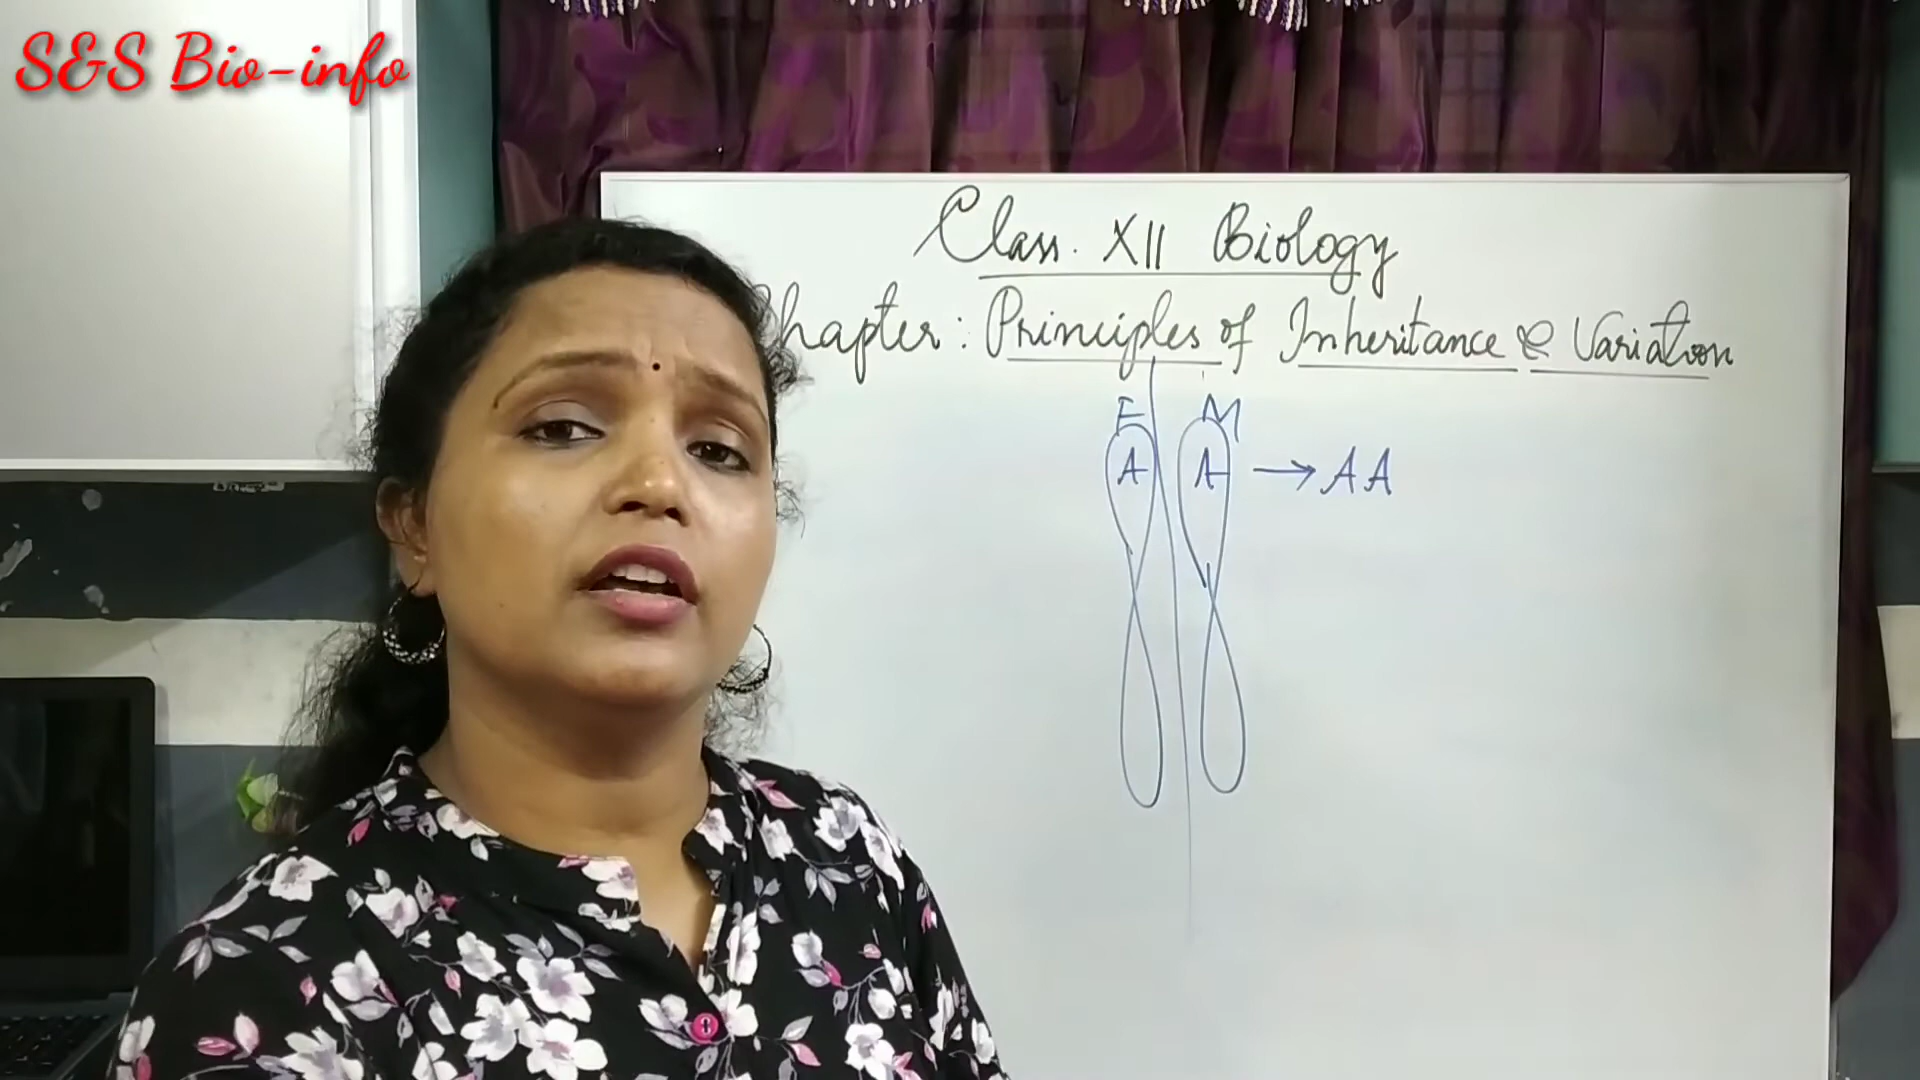 S&S Bio-info
Class. XII Biology
Chapter: Principles of Inheritance & Variation
F M
A A → AA